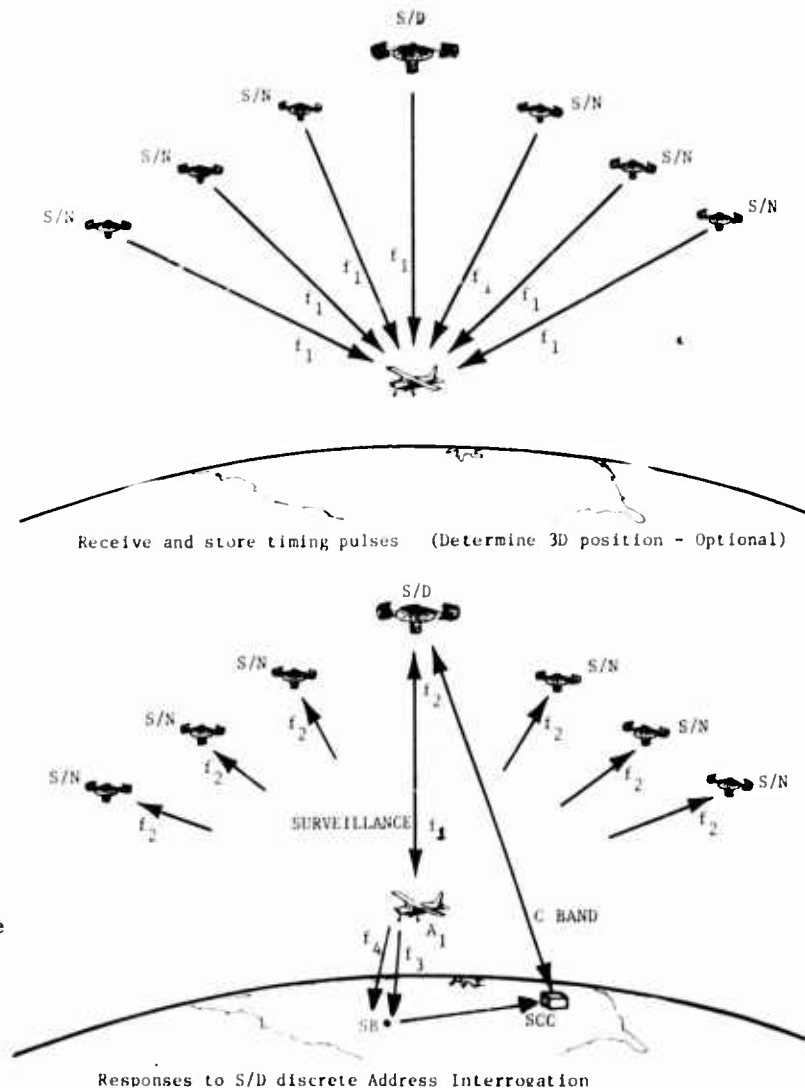 S/D
S/N S/N
S/N S/N
S/N S/N
f1 f1
f1 f1
f1 f1
Receive and store timing pulses (Determine 3D position - Optional)
S/D
S/N S/N
f2
S/N f2 f2 S/N
f2 f2
S/N S/N
f2 f2
SURVEILLANCE f1
e
A1 C BAND
f4 f3
SB SCC
Responses to S/D discrete Address Interrogation